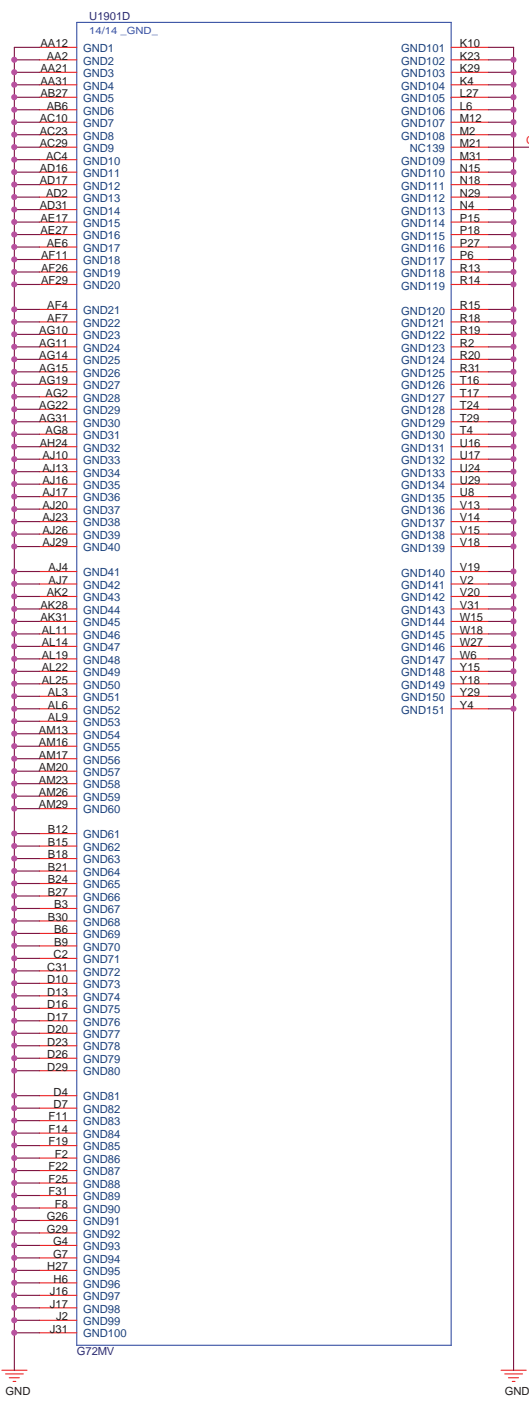 U1901D
14/14 _GND_
AA12 GND1 GND101 K10
AA2 GND2 GND102 K23
AA21 GND3 GND103 K29
AA31 GND4 GND104 K4
AB27 GND5 GND105 L27
AB6 GND6 GND106 L6
AC10 GND7 GND107 M12
AC23 GND8 GND108 M2
AC29 GND9 NC139 M21
AC4 GND10 GND109 M31
AD16 GND11 GND110 N15
AD17 GND12 GND111 N18
AD2 GND13 GND112 N29
AD31 GND14 GND113 N4
AE17 GND15 GND114 P15
AE27 GND16 GND115 P18
AE6 GND17 GND116 P27
AF11 GND18 GND117 P6
AF26 GND19 GND118 R13
AF29 GND20 GND119 R14
AF4 GND21 GND120 R15
AF7 GND22 GND121 R18
AG10 GND23 GND122 R19
AG11 GND24 GND123 R2
AG14 GND25 GND124 R20
AG15 GND26 GND125 R31
AG19 GND27 GND126 T16
AG2 GND28 GND127 T17
AG22 GND29 GND128 T24
AG31 GND30 GND129 T29
AG8 GND31 GND130 T4
AH24 GND32 GND131 U16
AJ10 GND33 GND132 U17
AJ13 GND34 GND133 U24
AJ16 GND35 GND134 U29
AJ17 GND36 GND135 U8
AJ20 GND37 GND136 V13
AJ23 GND38 GND137 V14
AJ26 GND39 GND138 V15
AJ29 GND40 GND139 V18
AJ4 GND41 GND140 V19
AJ7 GND42 GND141 V2
AK2 GND43 GND142 V20
AK28 GND44 GND143 V31
AK31 GND45 GND144 W15
AL11 GND46 GND145 W18
AL14 GND47 GND146 W27
AL19 GND48 GND147 W6
AL22 GND49 GND148 Y15
AL25 GND50 GND149 Y18
AL3 GND51 GND150 Y29
AL6 GND52 GND151 Y4
AL9 GND53
AM13 GND54
AM16 GND55
AM17 GND56
AM20 GND57
AM23 GND58
AM26 GND59
AM29 GND60
B12 GND61
B15 GND62
B18 GND63
B21 GND64
B24 GND65
B27 GND66
B3 GND67
B30 GND68
B6 GND69
B9 GND70
C2 GND71
C31 GND72
D10 GND73
D13 GND74
D16 GND75
D17 GND76
D20 GND77
D23 GND78
D26 GND79
D29 GND80
D4 GND81
D7 GND82
F11 GND83
F14 GND84
F19 GND85
F2 GND86
F22 GND87
F25 GND88
F31 GND89
F8 GND90
G26 GND91
G29 GND92
G4 GND93
G7 GND94
H27 GND95
H6 GND96
J16 GND97
J17 GND98
J2 GND99
J31 GND100
G72MV
GND GND